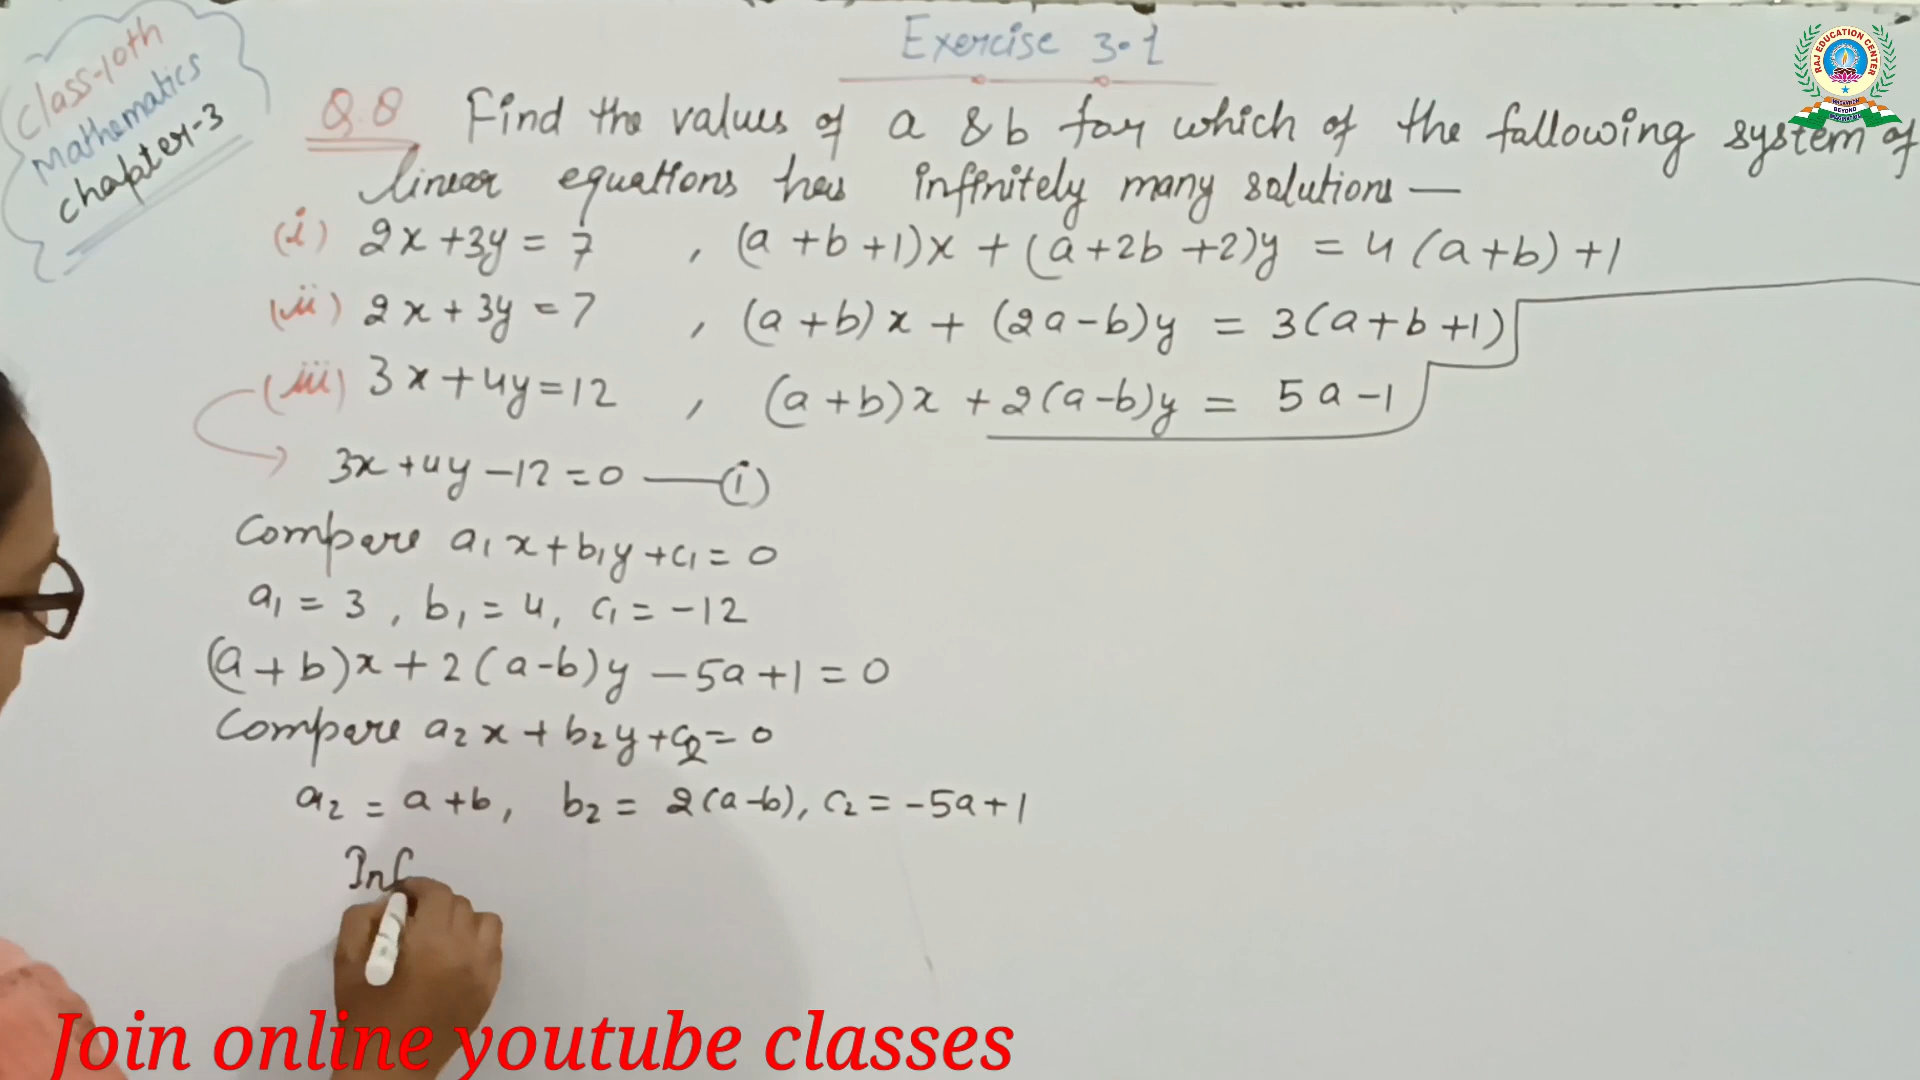 Class-10th
Mathematics
Chapter-3
Exercise 3.1
Q.8 Find the values of a & b for which of the fallowing system of
linear equations has infinitely many solutions —
(i) 2x+3y = 7 , (a+b+1)x + (a+2b+2)y = 4(a+b)+1
(ii) 2x+3y = 7 , (a+b)x + (2a-b)y = 3(a+b+1)
(iii) 3x+4y=12 , (a+b)x + 2(a-b)y = 5a-1
3x+4y-12=0 — (i)
Compare a₁x+b₁y+c₁=0
a₁ = 3, b₁ = 4, c₁ = -12
(a+b)x+2(a-b)y-5a+1=0
Compare a₂x+b₂y+c₂=0
a₂ = a+b, b₂ = 2(a-b), c₂ = -5a+1
Inf
RAJ EDUCATION CENTER
Join online youtube classes